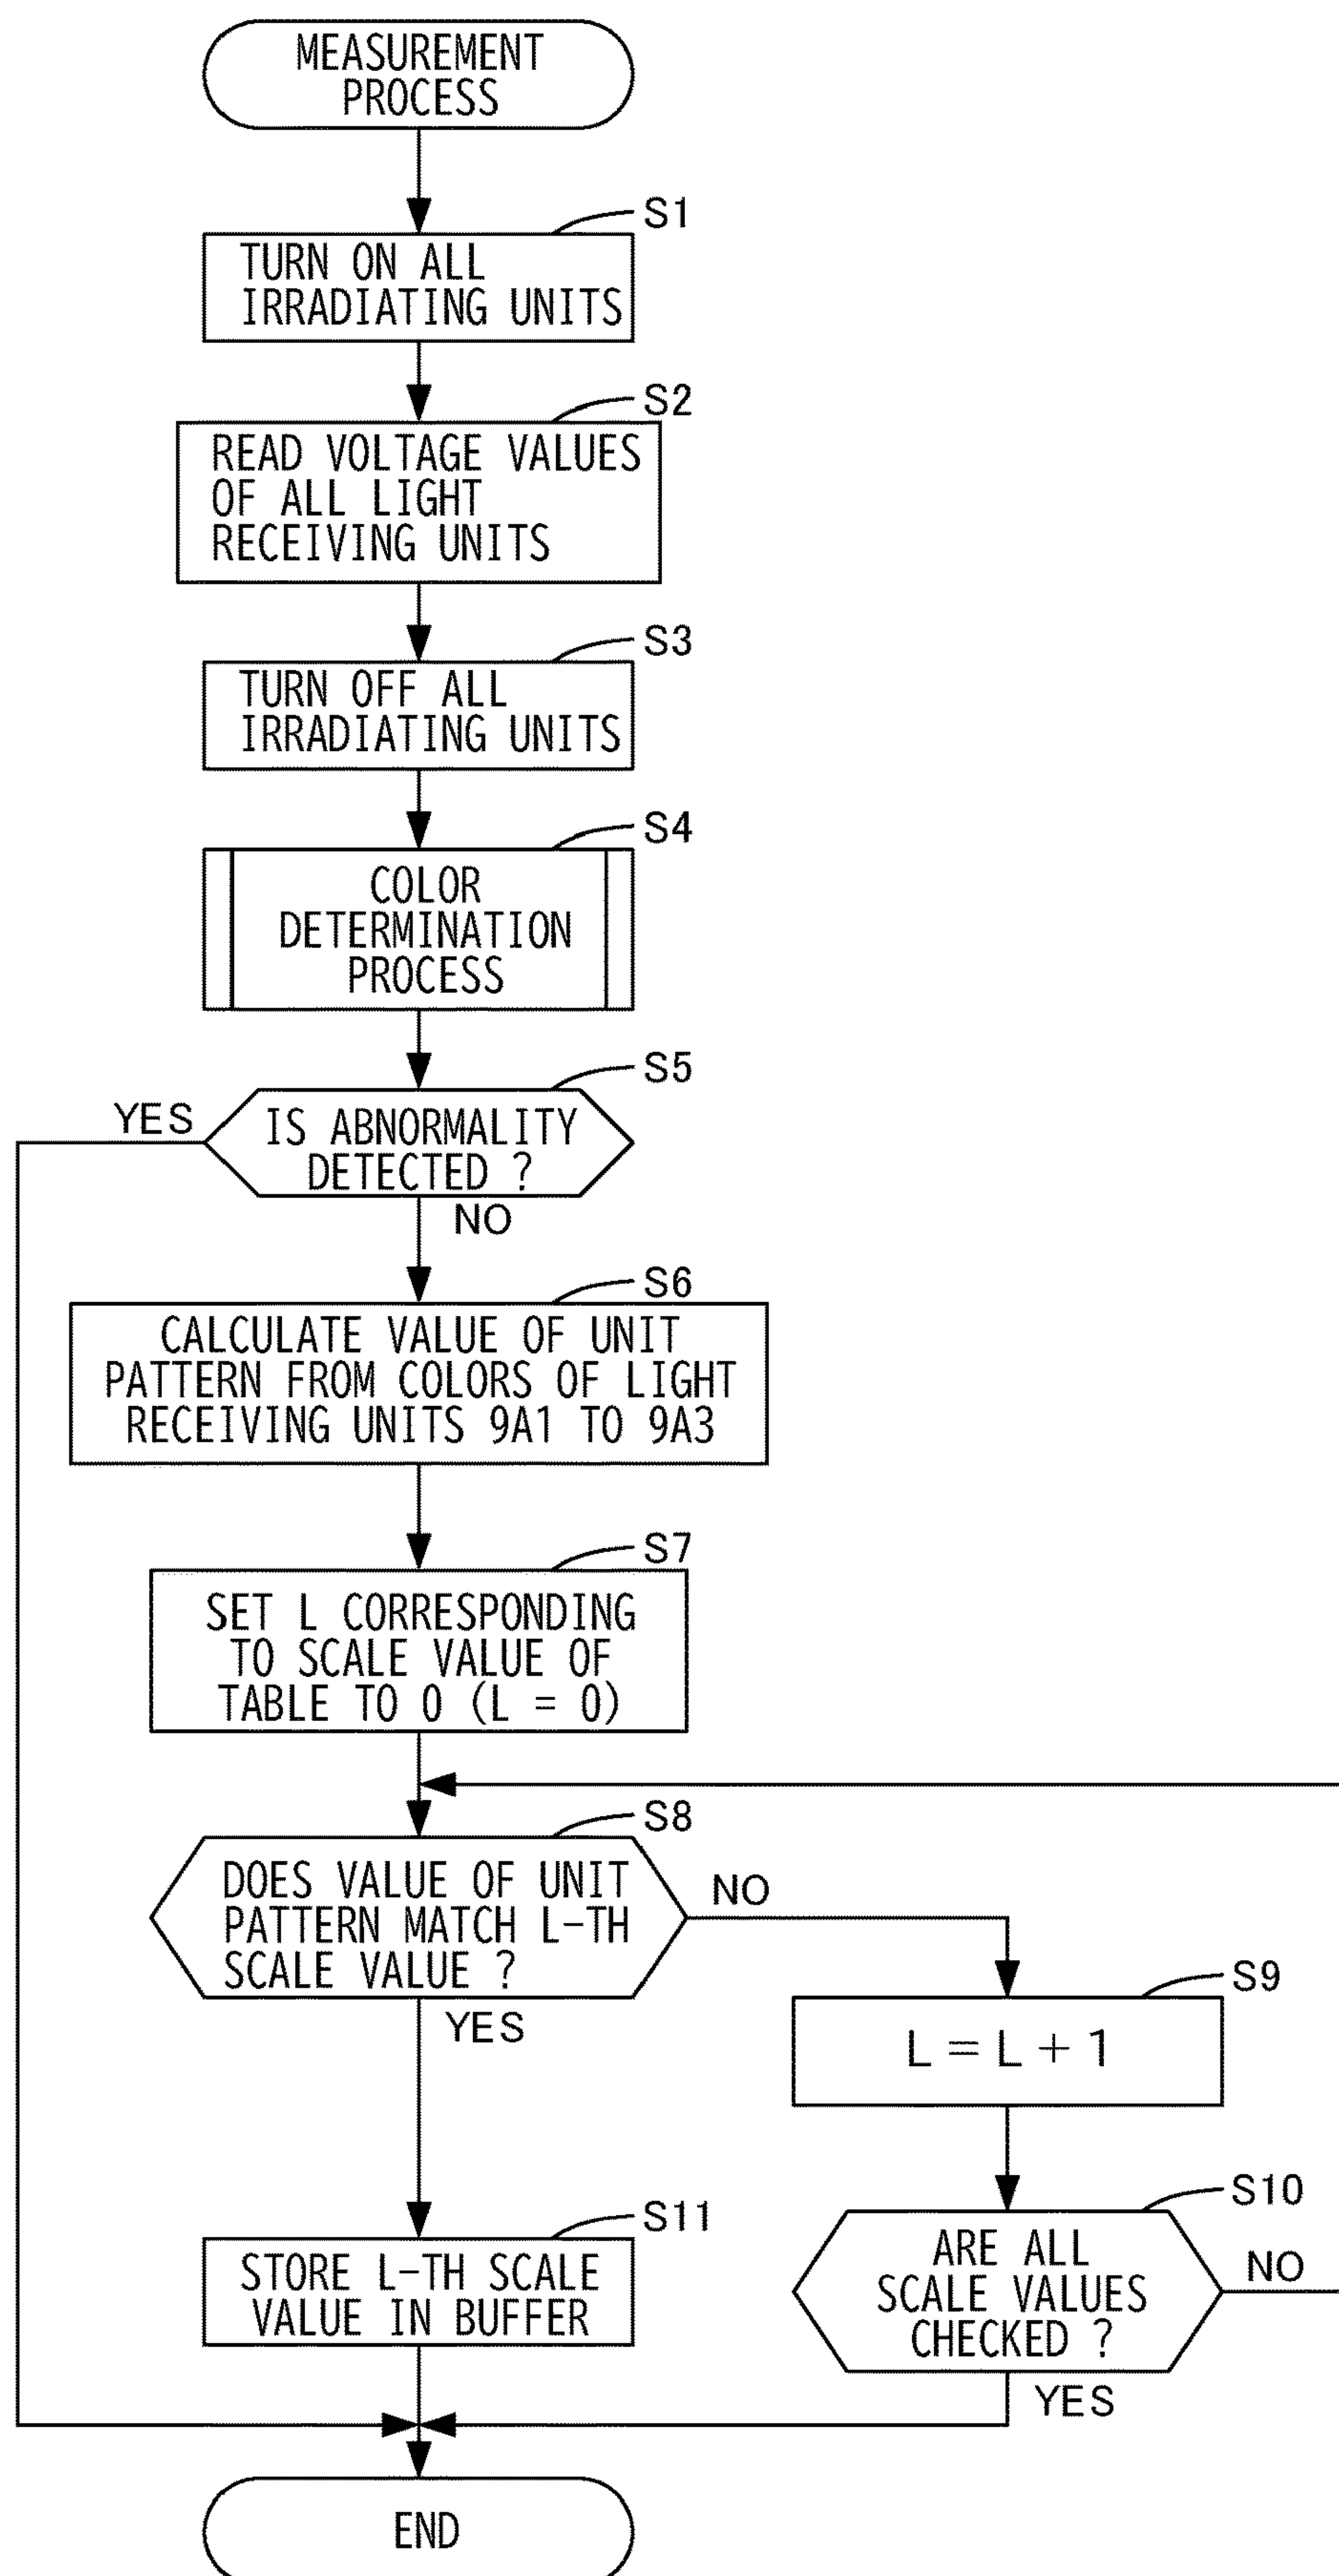 MEASUREMENT
PROCESS
S1
TURN ON ALL
IRRADIATING UNITS
S2
READ VOLTAGE VALUES
OF ALL LIGHT
RECEIVING UNITS
S3
TURN OFF ALL
IRRADIATING UNITS
S4
COLOR
DETERMINATION
PROCESS
S5
YES
IS ABNORMALITY
DETECTED ?
NO
S6
CALCULATE VALUE OF UNIT
PATTERN FROM COLORS OF LIGHT
RECEIVING UNITS 9A1 TO 9A3
S7
SET L CORRESPONDING
TO SCALE VALUE OF
TABLE TO 0 (L = 0)
S8
DOES VALUE OF UNIT
PATTERN MATCH L-TH
SCALE VALUE ?
NO
YES
S9
L = L + 1
S10
ARE ALL
SCALE VALUES
CHECKED ?
NO
YES
S11
STORE L-TH SCALE
VALUE IN BUFFER
END